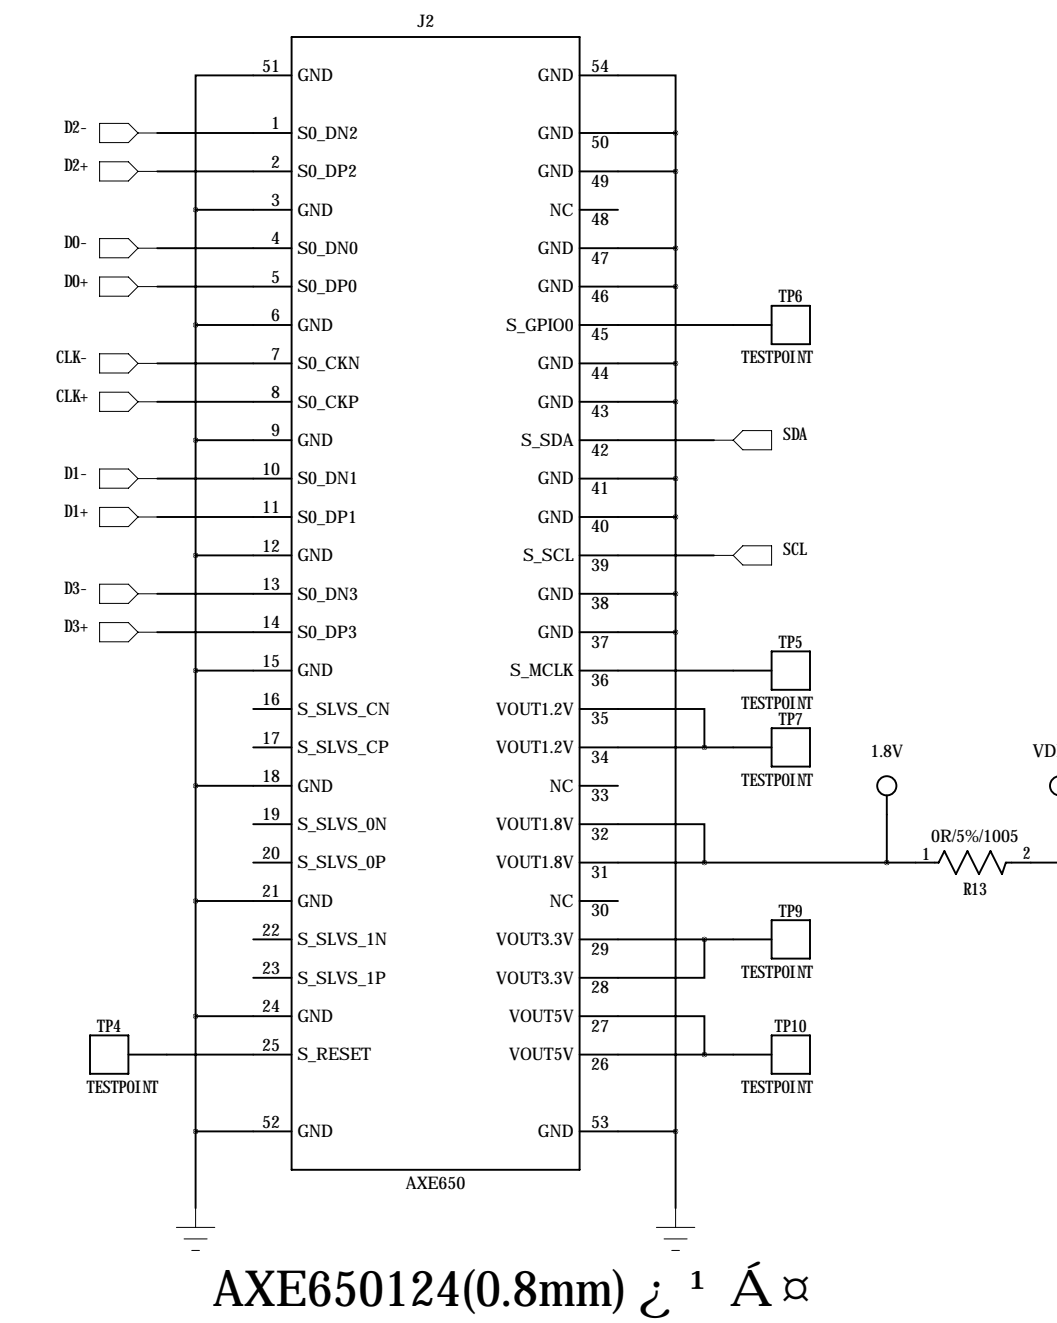 J2
51 GND GND 54
D2- 1 S0_DN2 GND 50
D2+ 2 S0_DP2 GND 49
3 GND NC 48
D0- 4 S0_DN0 GND 47
D0+ 5 S0_DP0 GND 46
6 GND S_GPIO0 45 TP6 TESTPOINT
CLK- 7 S0_CKN GND 44
CLK+ 8 S0_CKP GND 43
9 GND S_SDA 42 SDA
D1- 10 S0_DN1 GND 41
D1+ 11 S0_DP1 GND 40
12 GND S_SCL 39 SCL
D3- 13 S0_DN3 GND 38
D3+ 14 S0_DP3 GND 37
15 GND S_MCLK 36 TP5 TESTPOINT
16 S_SLVS_CN VOUT1.2V 35
17 S_SLVS_CP VOUT1.2V 34 TP7 TESTPOINT
18 GND NC 33 1.8V VD
19 S_SLVS_0N VOUT1.8V 32
20 S_SLVS_0P VOUT1.8V 31 0R/5%/1005 1 2 R13
21 GND NC 30
22 S_SLVS_1N VOUT3.3V 29 TP9 TESTPOINT
23 S_SLVS_1P VOUT3.3V 28
24 GND VOUT5V 27
TP4 TESTPOINT 25 S_RESET VOUT5V 26 TP10 TESTPOINT
52 GND GND 53
AXE650
AXE650124(0.8mm) ¿¹ Á¤